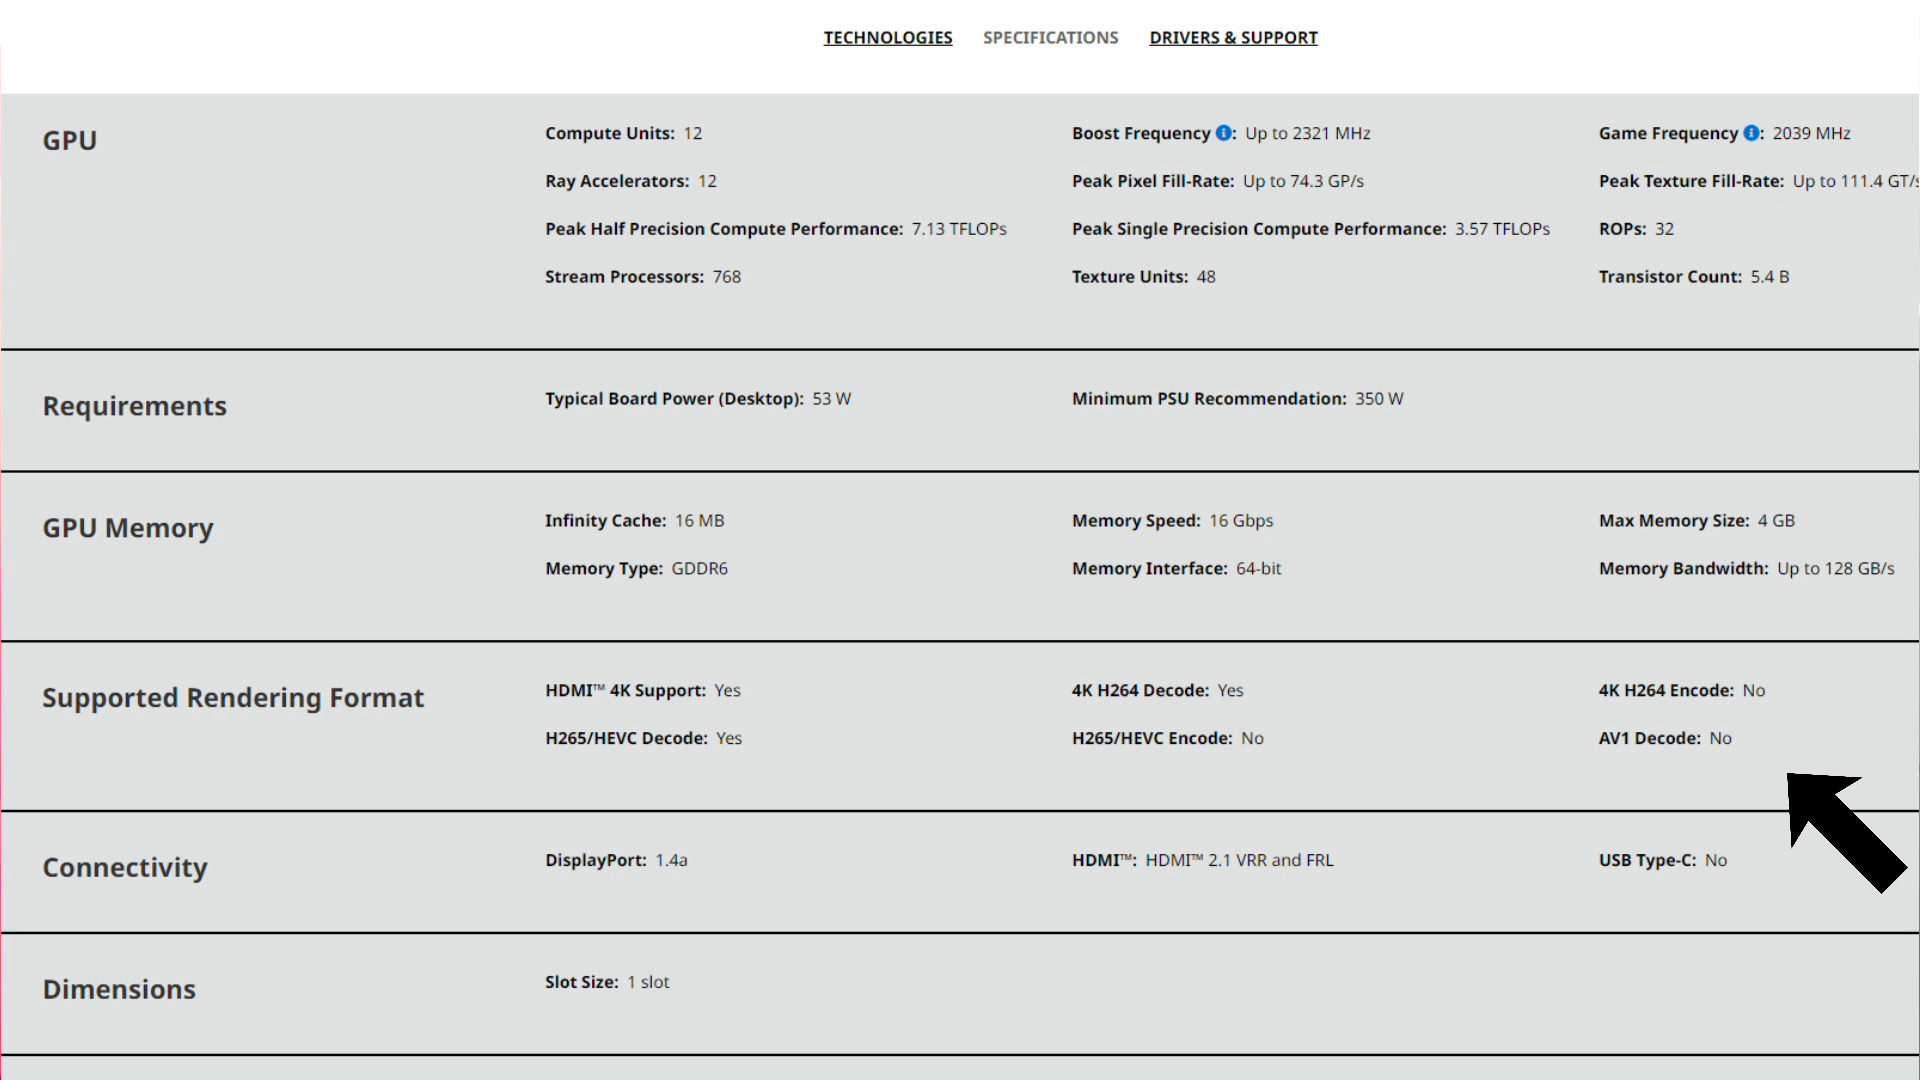 TECHNOLOGIES SPECIFICATIONS DRIVERS & SUPPORT
GPU
Compute Units: 12
Boost Frequency : Up to 2321 MHz
Game Frequency : 2039 MHz
Ray Accelerators: 12
Peak Pixel Fill-Rate: Up to 74.3 GP/s
Peak Texture Fill-Rate: Up to 111.4 GT/s
Peak Half Precision Compute Performance: 7.13 TFLOPs
Peak Single Precision Compute Performance: 3.57 TFLOPs
ROPs: 32
Stream Processors: 768
Texture Units: 48
Transistor Count: 5.4 B
Requirements
Typical Board Power (Desktop): 53 W
Minimum PSU Recommendation: 350 W
GPU Memory
Infinity Cache: 16 MB
Memory Speed: 16 Gbps
Max Memory Size: 4 GB
Memory Type: GDDR6
Memory Interface: 64-bit
Memory Bandwidth: Up to 128 GB/s
Supported Rendering Format
HDMI™ 4K Support: Yes
4K H264 Decode: Yes
4K H264 Encode: No
H265/HEVC Decode: Yes
H265/HEVC Encode: No
AV1 Decode: No
Connectivity
DisplayPort: 1.4a
HDMI™: HDMI™ 2.1 VRR and FRL
USB Type-C: No
Dimensions
Slot Size: 1 slot